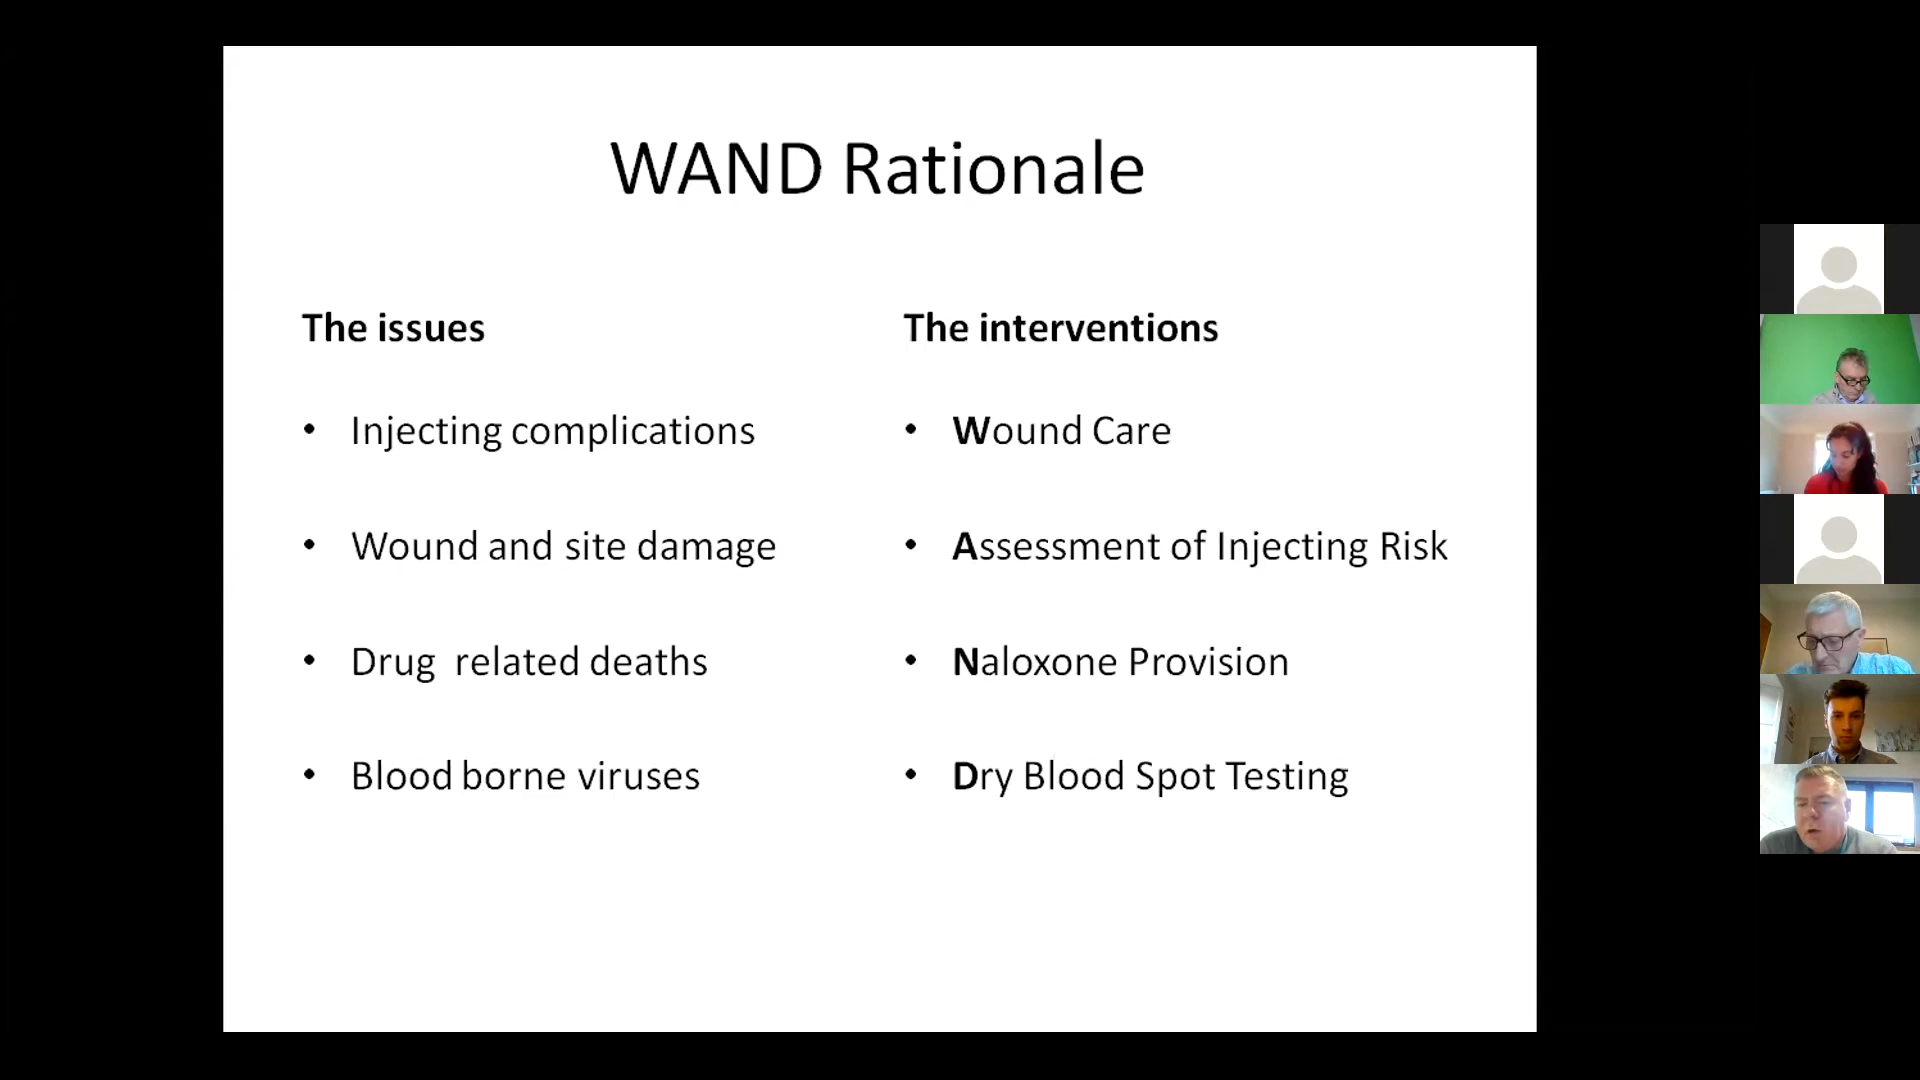 WAND Rationale
The issues
• Injecting complications
• Wound and site damage
• Drug related deaths
• Blood borne viruses
The interventions
• Wound Care
• Assessment of Injecting Risk
• Naloxone Provision
• Dry Blood Spot Testing